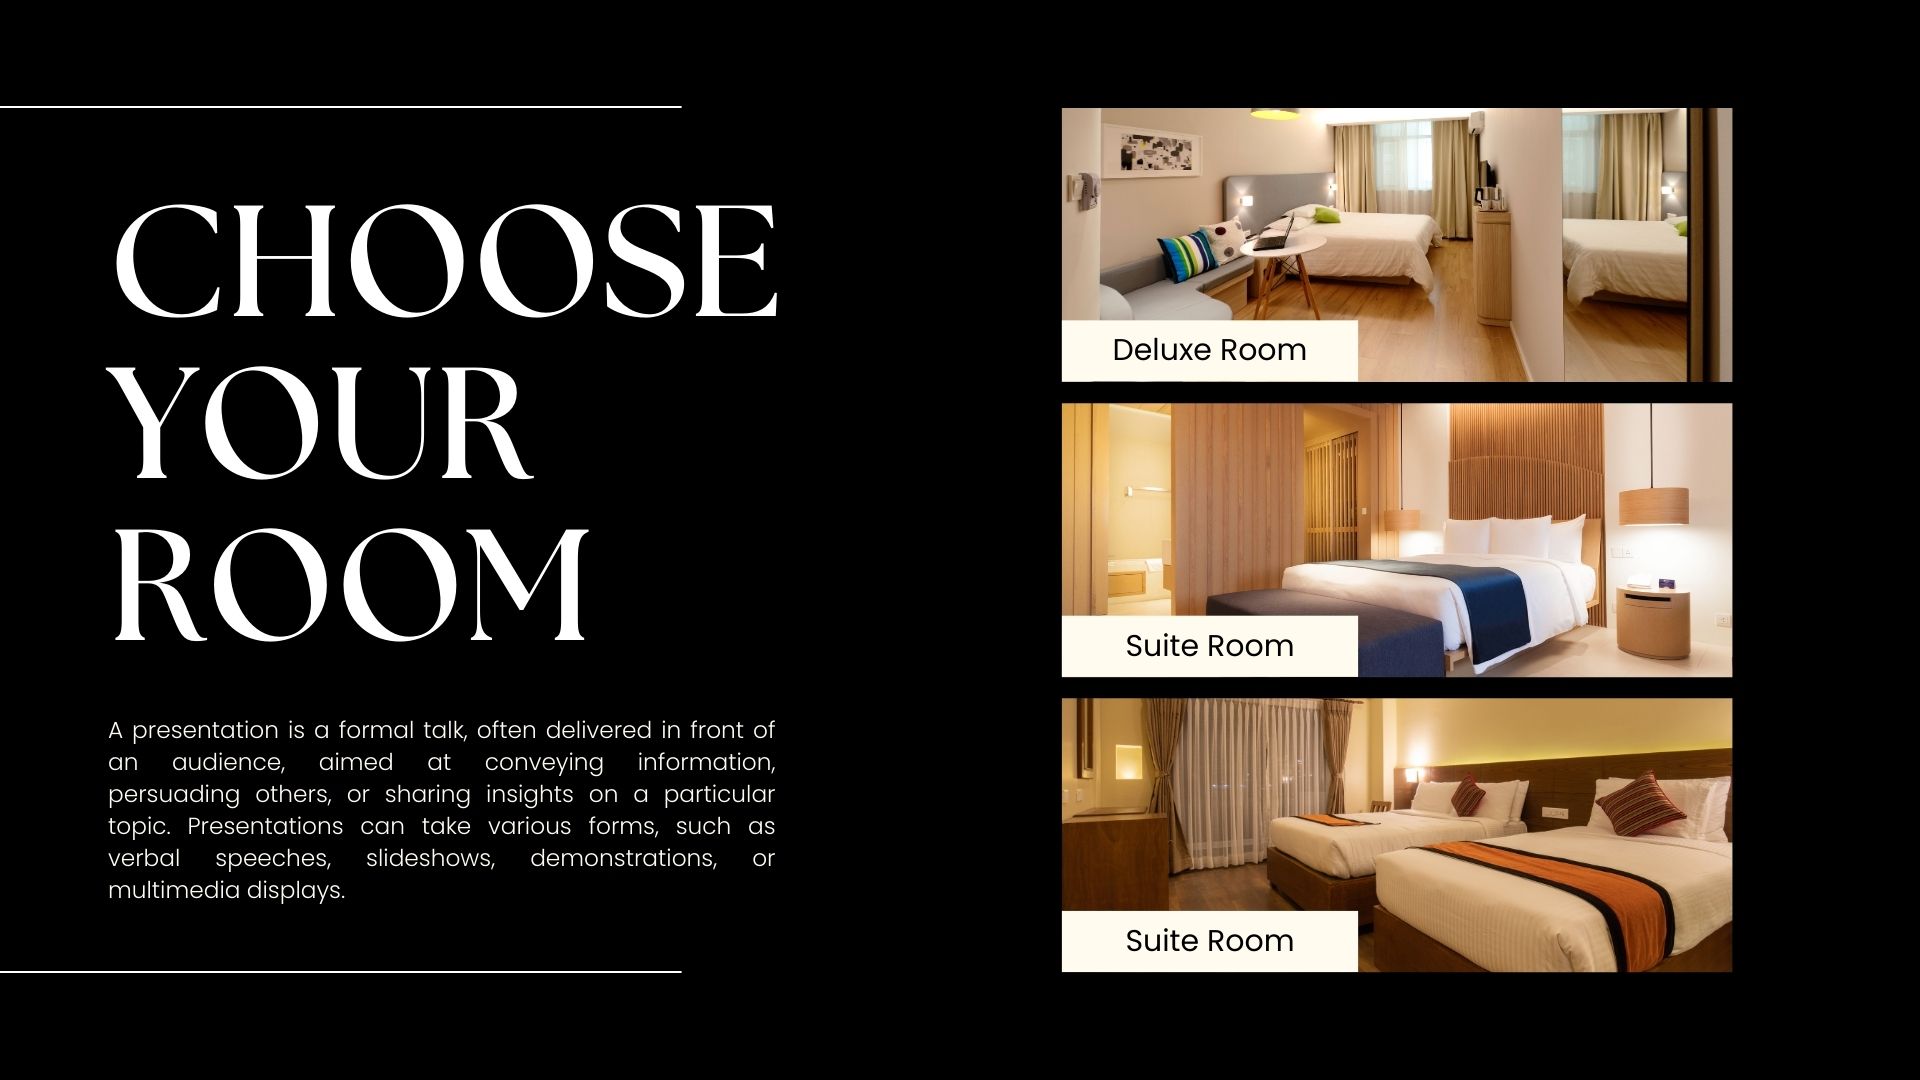 CHOOSE
YOUR
ROOM
A presentation is a formal talk, often delivered in front of
an audience, aimed at conveying information,
persuading others, or sharing insights on a particular
topic. Presentations can take various forms, such as
verbal speeches, slideshows, demonstrations, or
multimedia displays.
Deluxe Room
Suite Room
Suite Room